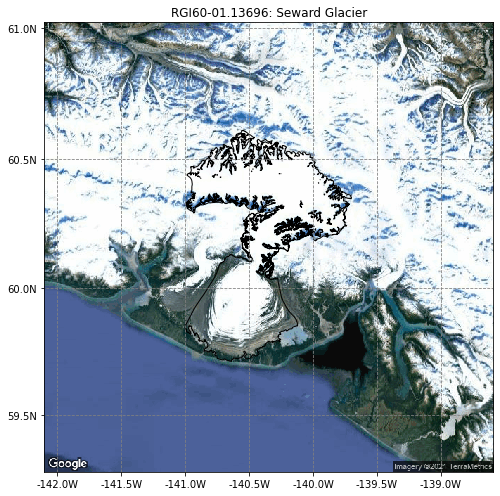 RGI60-01.13696: Seward Glacier
61.0N
60.5N
60.0N
59.5N
Google
Imagery ©2024 TerraMetrics
-142.0W -141.5W -141.0W -140.5W -140.0W -139.5W -139.0W